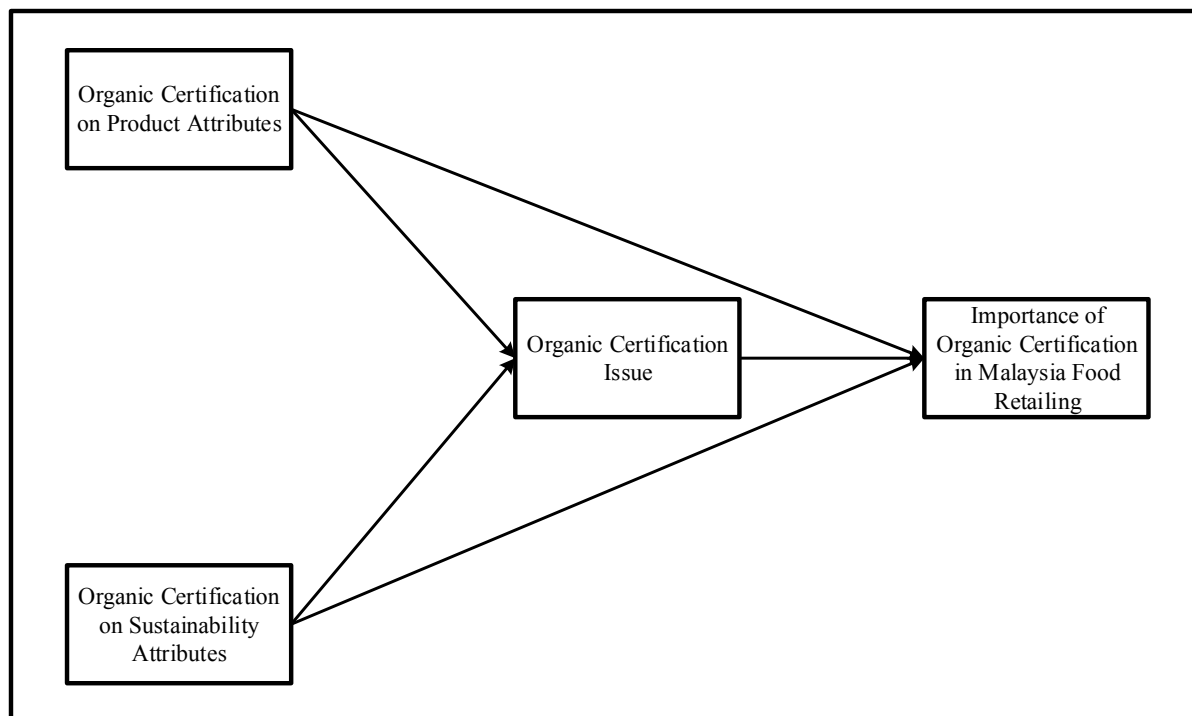 Organic Certification
on Product Attributes
Organic Certification
Issue
Importance of
Organic Certification
in Malaysia Food
Retailing
Organic Certification
on Sustainability
Attributes